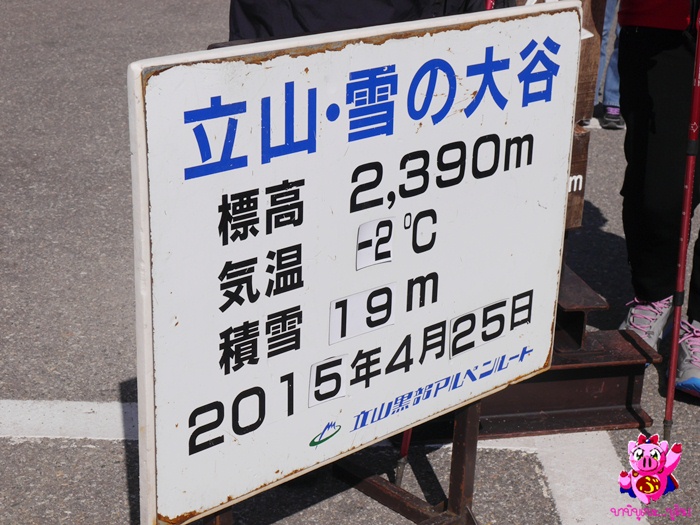 立山・雪の大谷
標高 2,390m
気温 -2℃
積雪 19m
2015年4月25日
立山黒部アルペンルート
m
ぶ